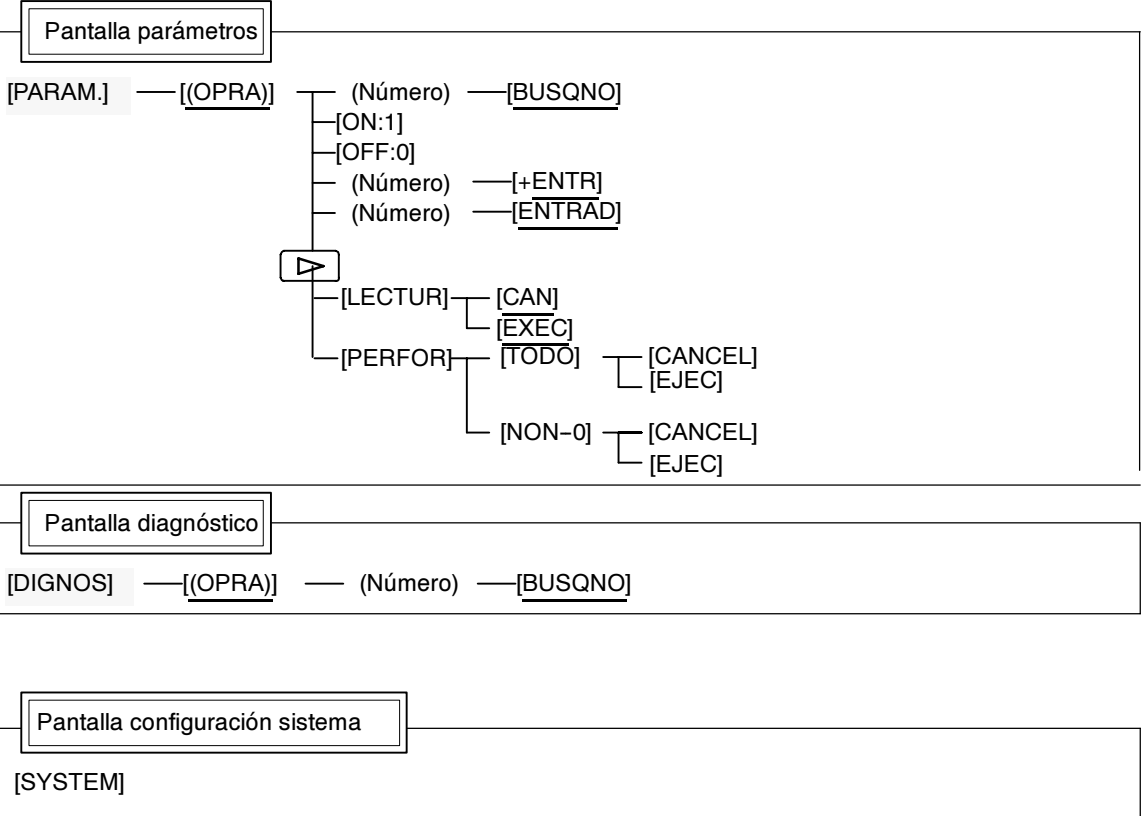 Pantalla parámetros
[PARAM.] [(OPRA)] (Número) [BUSQNO]
[ON:1]
[OFF:0]
(Número) [+ENTR]
(Número) [ENTRAD]
[LECTUR] [CAN]
[EXEC]
[PERFOR] [TODO] [CANCEL]
[EJEC]
[NON-0] [CANCEL]
[EJEC]
Pantalla diagnóstico
[DIGNOS] [(OPRA)] (Número) [BUSQNO]
Pantalla configuración sistema
[SYSTEM]